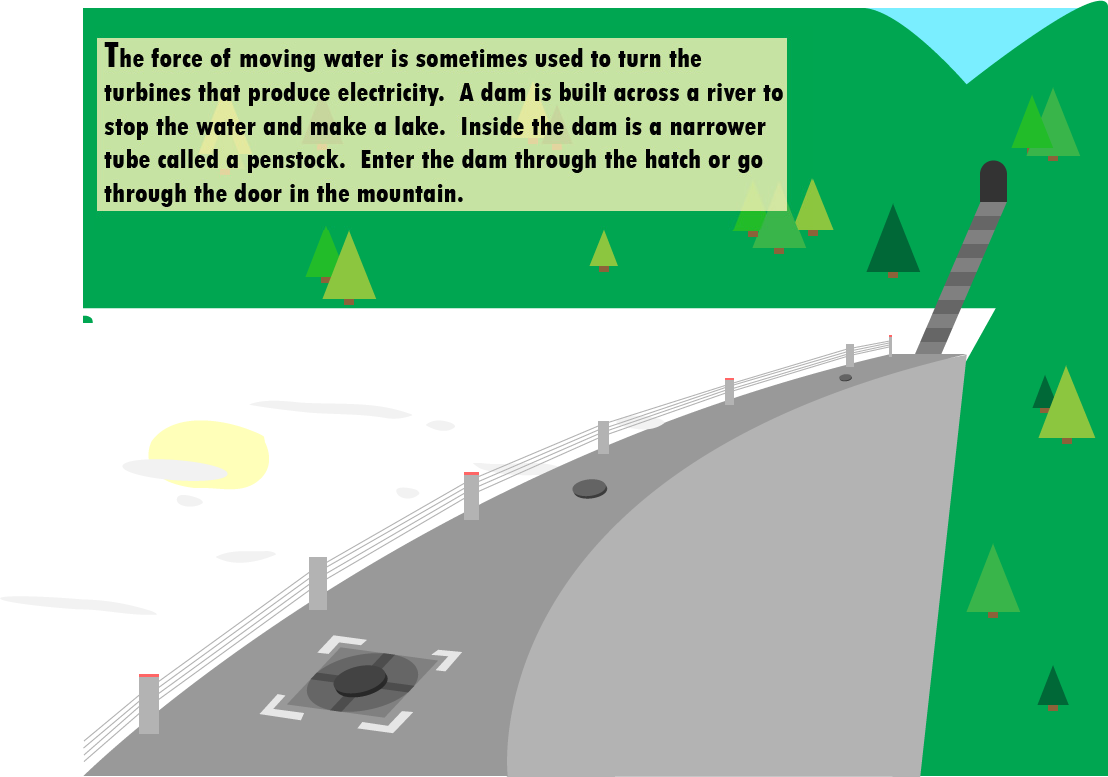 The force of moving water is sometimes used to turn the
turbines that produce electricity.  A dam is built across a river to
stop the water and make a lake.  Inside the dam is a narrower
tube called a penstock.  Enter the dam through the hatch or go
through the door in the mountain.